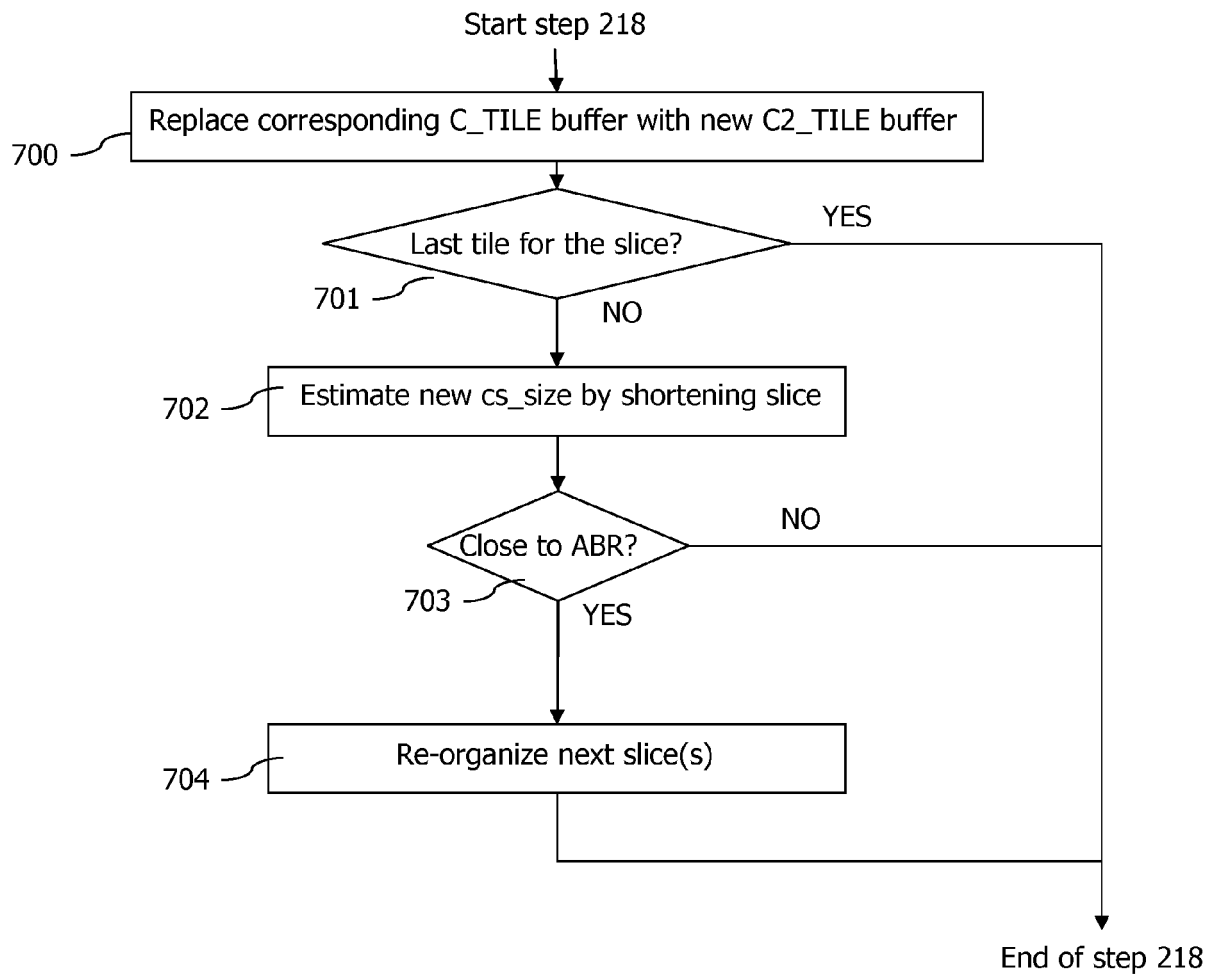 Start step 218
Replace corresponding C_TILE buffer with new C2_TILE buffer
700
YES
Last tile for the slice?
701
NO
Estimate new cs_size by shortening slice
702
NO
Close to ABR?
703
YES
Re-organize next slice(s)
704
End of step 218